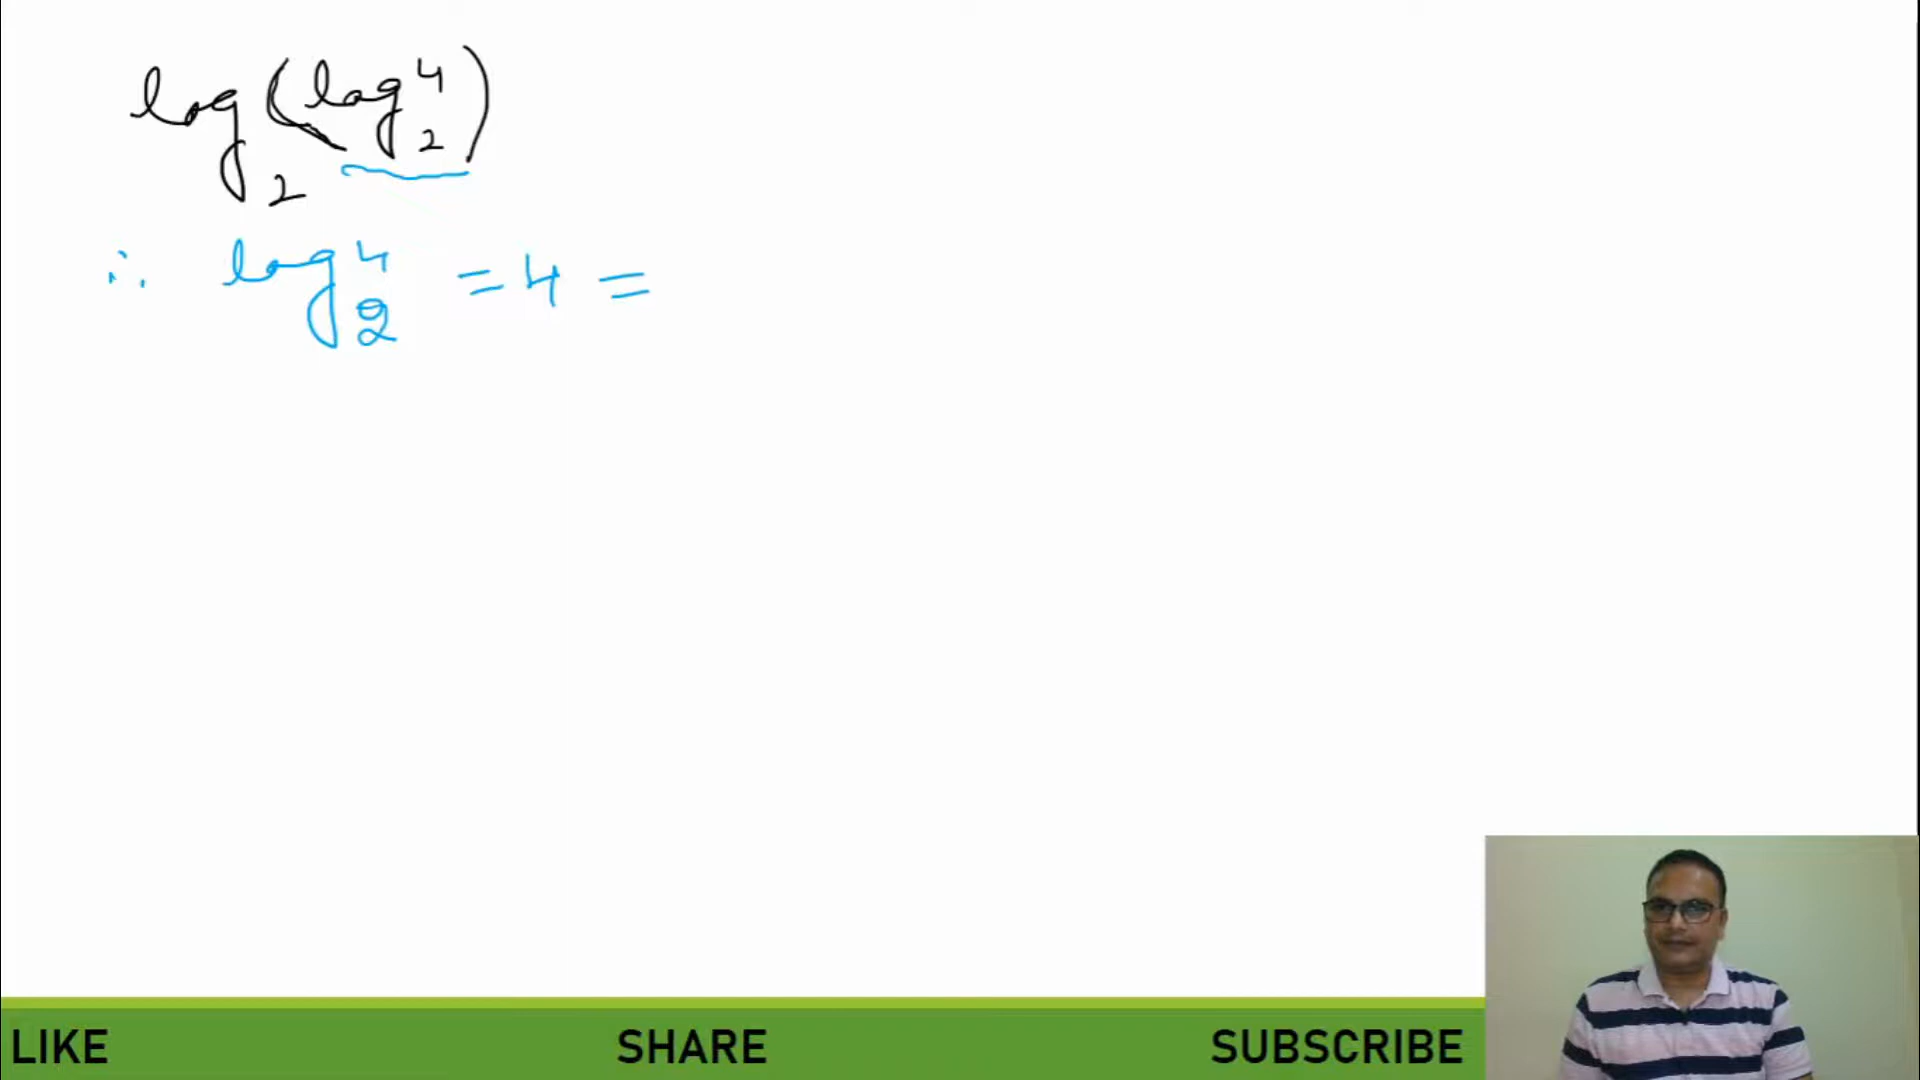 log₂(log₂⁴)
∴ log₂⁴ = 4 =
LIKE SHARE SUBSCRIBE